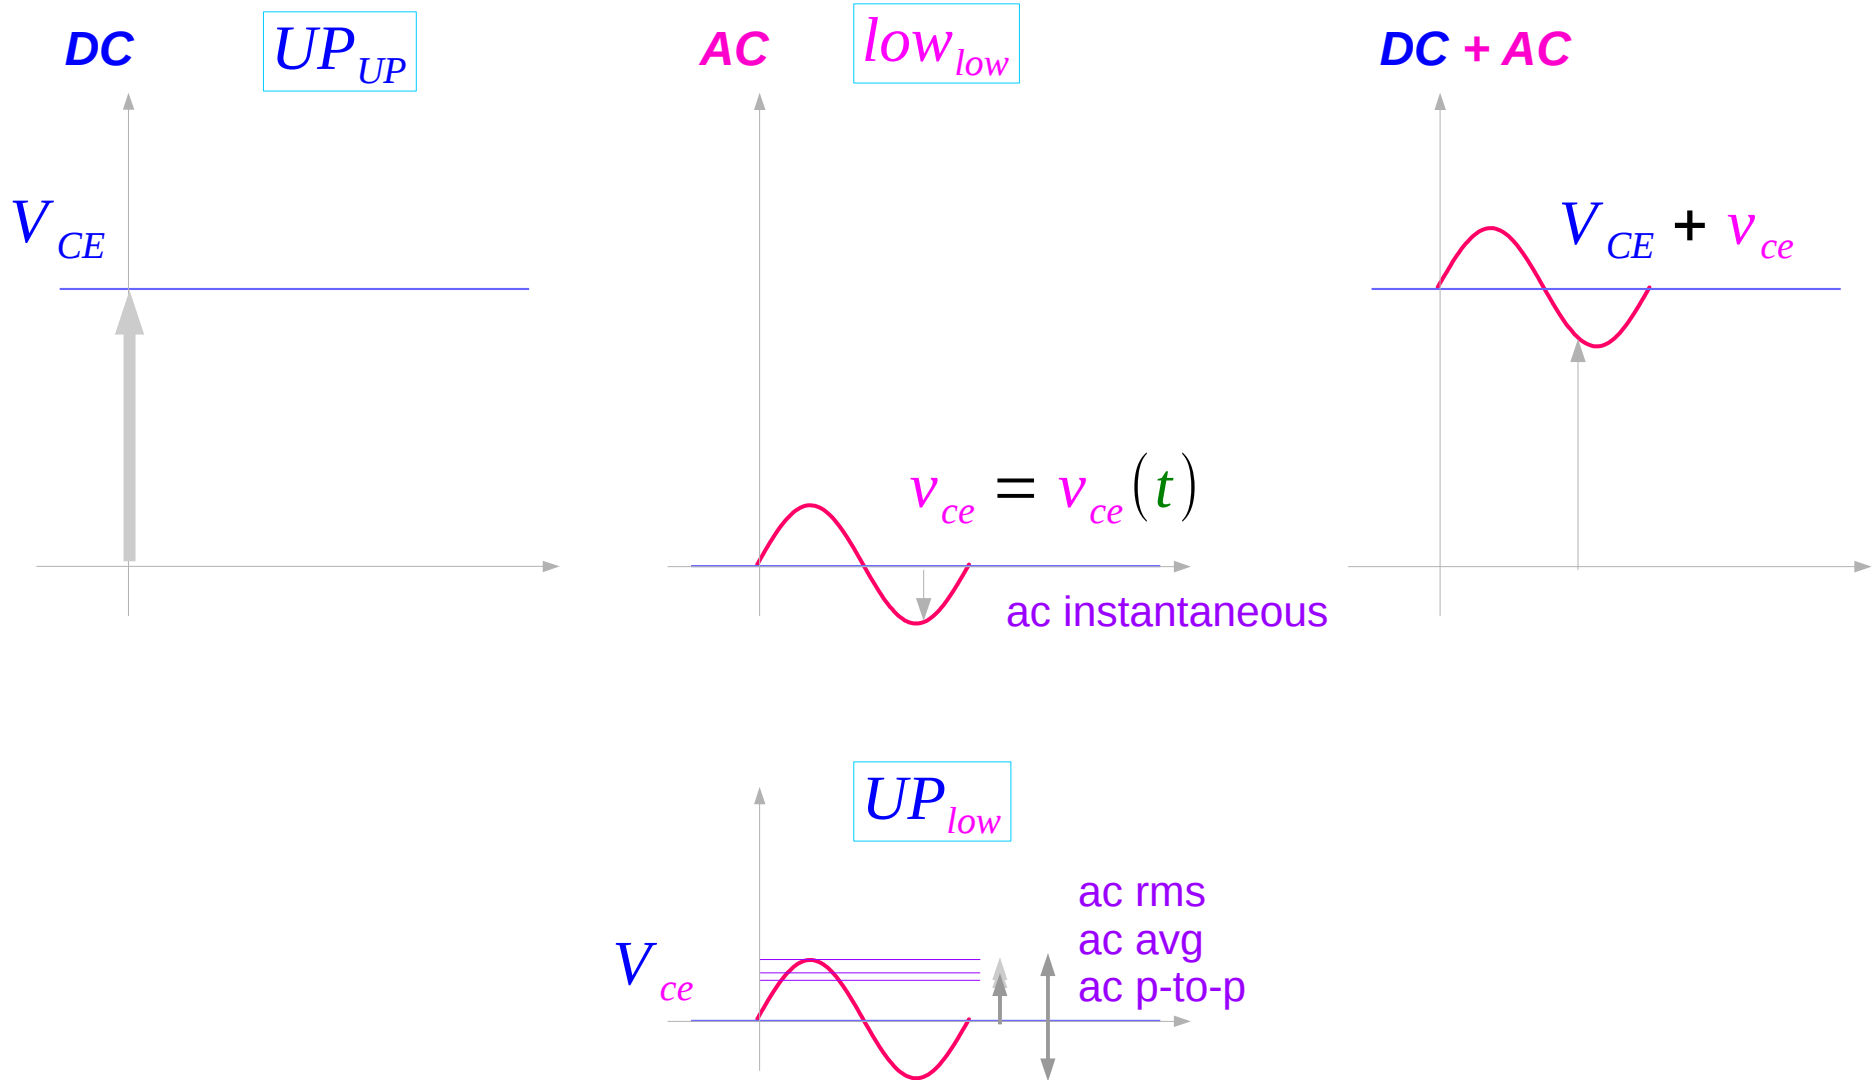 DC
UP_UP
AC
low_low
DC + AC
V_CE
V_CE + v_ce
v_ce = v_ce(t)
ac instantaneous
UP_low
ac rms
ac avg
V_ce
ac p-to-p